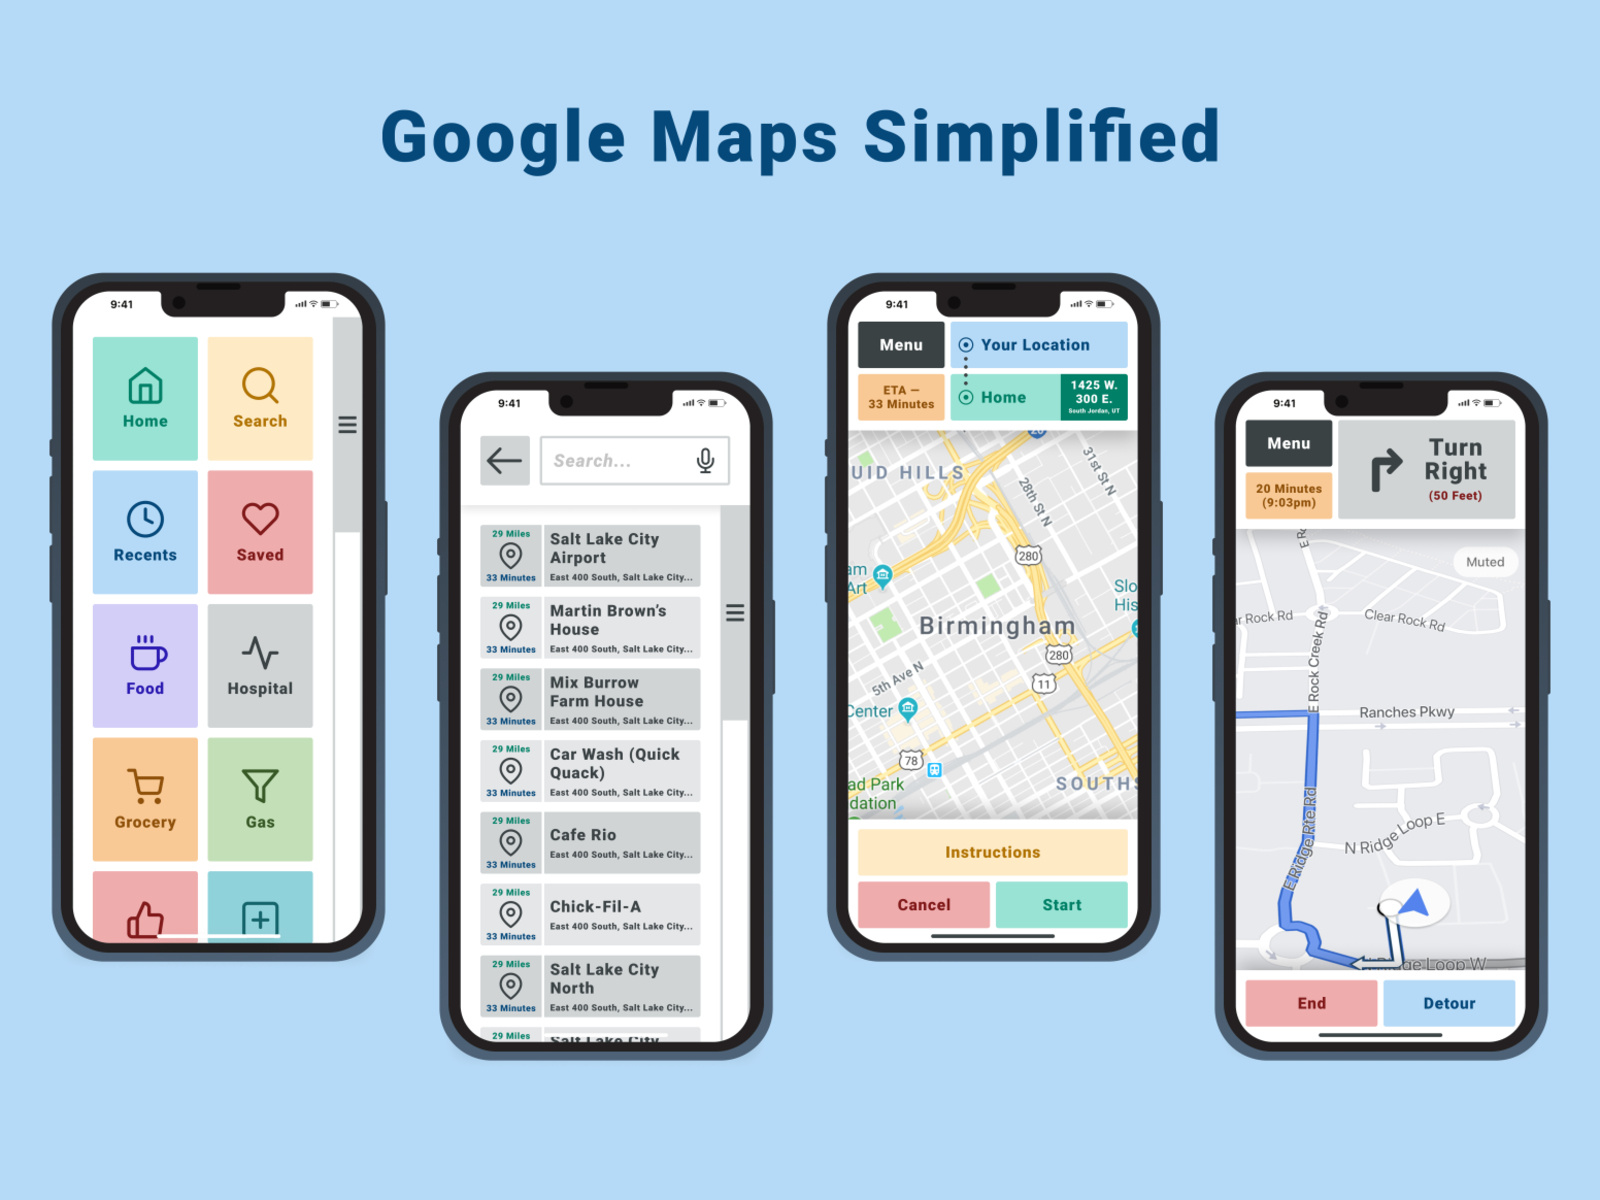 Google Maps Simplified
9:41
Home
Search
Recents
Saved
Food
Hospital
Grocery
Gas
9:41
Search...
29 Miles
33 Minutes
Salt Lake City
Airport
East 400 South, Salt Lake City...
29 Miles
33 Minutes
Martin Brown's
House
East 400 South, Salt Lake City...
29 Miles
33 Minutes
Mix Burrow
Farm House
East 400 South, Salt Lake City...
29 Miles
33 Minutes
Car Wash (Quick
Quack)
East 400 South, Salt Lake City...
29 Miles
33 Minutes
Cafe Rio
East 400 South, Salt Lake City...
29 Miles
33 Minutes
Chick-Fil-A
East 400 South, Salt Lake City...
29 Miles
33 Minutes
Salt Lake City
North
East 400 South, Salt Lake City...
29 Miles
Salt Lake City
9:41
Menu
Your Location
ETA —
33 Minutes
Home
1425 W.
300 E.
South Jordan, UT
UID HILLS
31st St N
28th St N
280
am
Art
Slo
His
Birmingham
280
11
5th Ave N
Center
78
SOUTHS
ad Park
dation
Instructions
Cancel
Start
9:41
Menu
Turn
Right
(50 Feet)
20 Minutes
(9:03pm)
E Ro
Muted
r Rock Rd
Clear Rock Rd
E Rock Creek Rd
Ranches Pkwy
E Ridge Rte Rd
N Ridge Loop E
Ridge Loop W
End
Detour